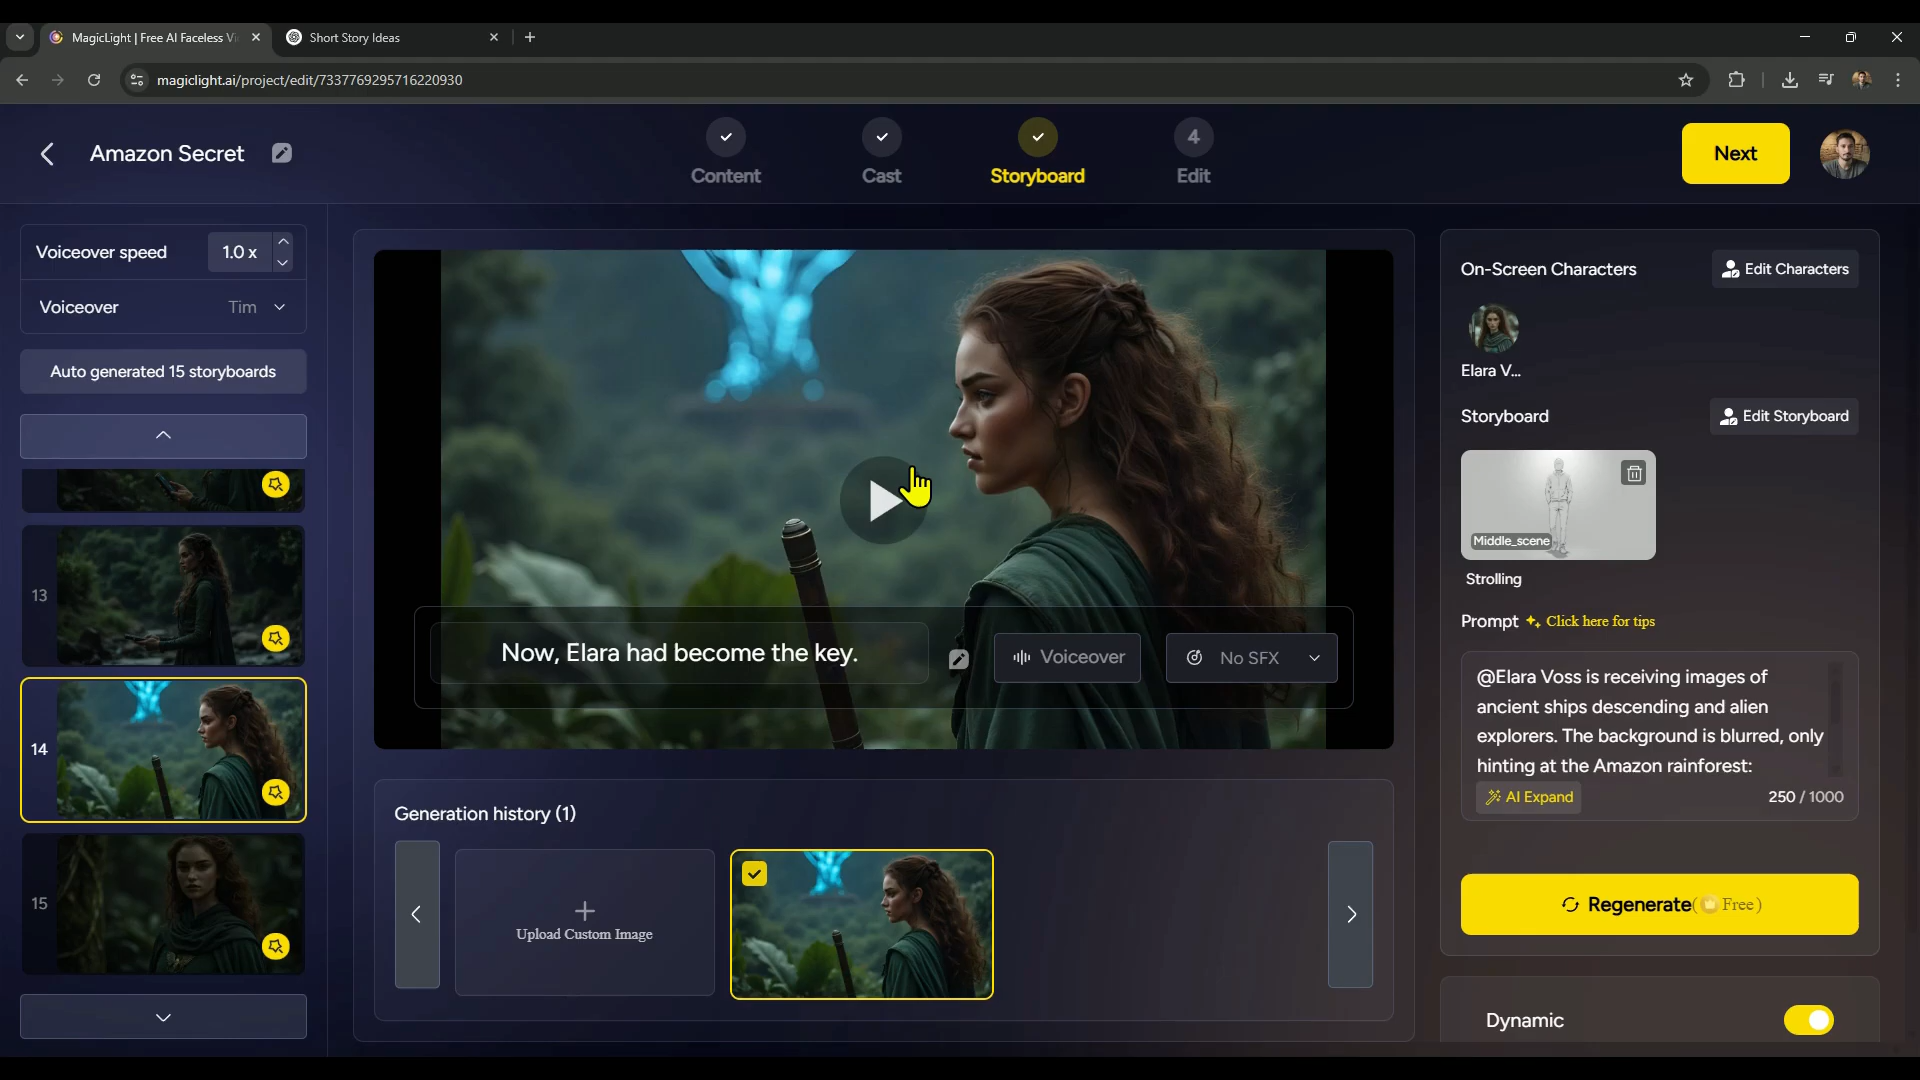 MagicLight | Free AI Faceless Vi
Short Story Ideas
magiclight.ai/project/edit/7337769295716220930
Amazon Secret
Content
Cast
Storyboard
4
Edit
Next
Voiceover speed
1.0 x
Voiceover
Tim
Auto generated 15 storyboards
13
14
15
Now, Elara had become the key.
Voiceover
No SFX
Generation history (1)
Upload Custom Image
On-Screen Characters
Edit Characters
Elara V...
Storyboard
Edit Storyboard
Middle_scene
Strolling
Prompt
Click here for tips
@Elara Voss is receiving images of
ancient ships descending and alien
explorers. The background is blurred, only
hinting at the Amazon rainforest:
AI Expand
250 / 1000
Regenerate( Free )
Dynamic